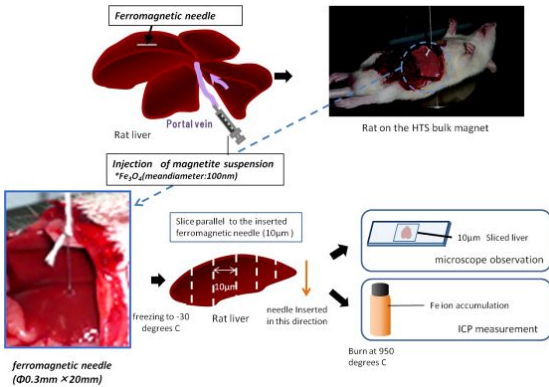 Ferromagnetic needle
Portal vein
Rat liver
Rat on the HTS bulk magnet
Injection of magnetite suspension
*Fe₃O₄(meandiameter:100nm)
Slice parallel to the inserted
ferromagnetic needle (10μm )
10μm
freezing to -30
degrees C
Rat liver
needle Inserted
in this direction
10μm Sliced liver
microscope observation
Fe ion accumulation
ICP measurement
Burn at 950
degrees C
ferromagnetic needle
(Φ0.3mm ×20mm)